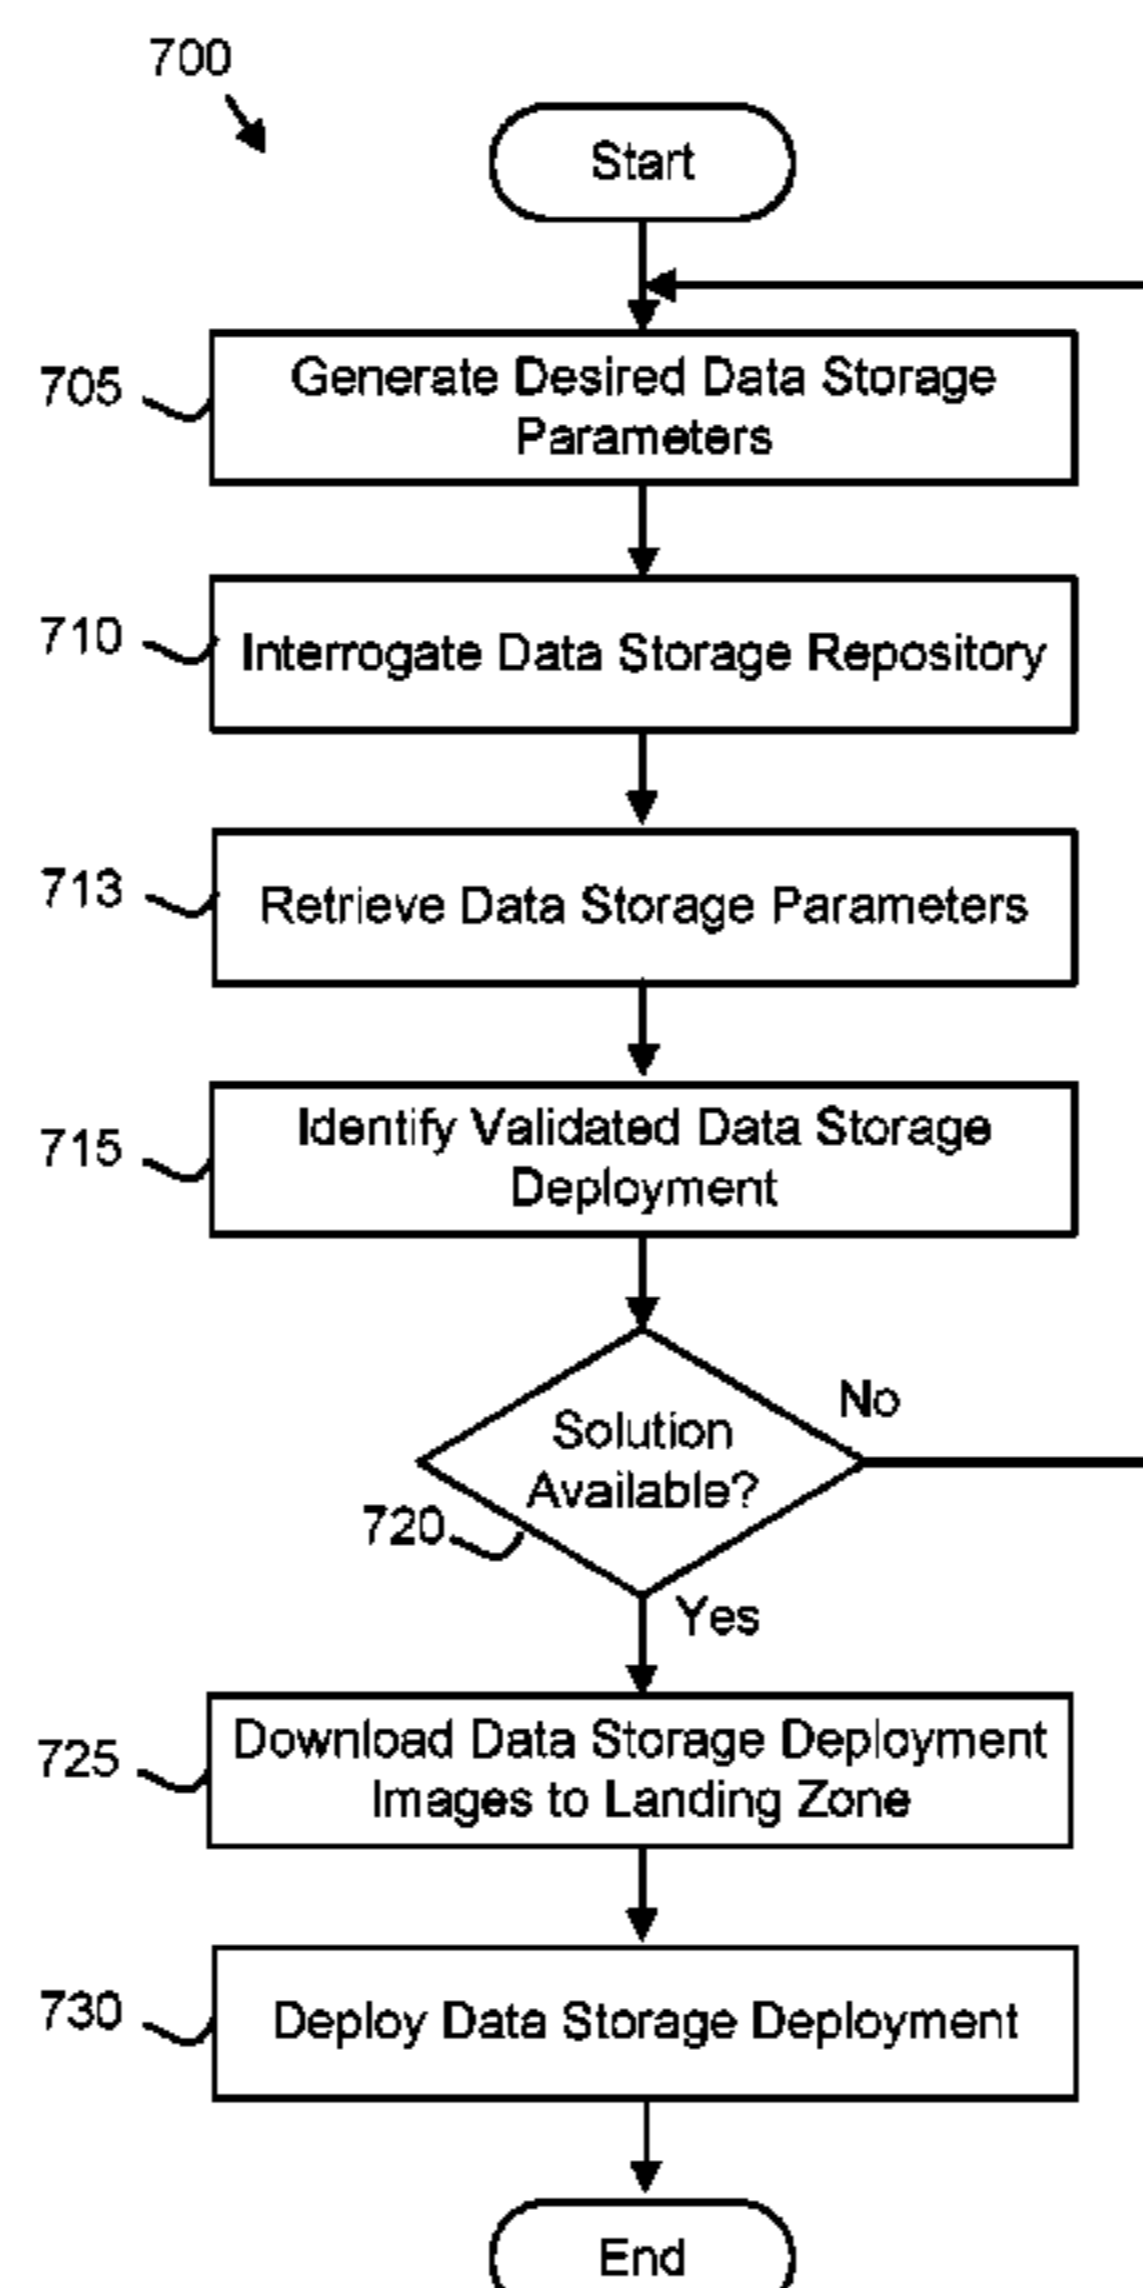 700
Start
705
Generate Desired Data Storage
Parameters
710
Interrogate Data Storage Repository
713
Retrieve Data Storage Parameters
715
Identify Validated Data Storage
Deployment
No
Solution
Available?
720
Yes
725
Download Data Storage Deployment
Images to Landing Zone
730
Deploy Data Storage Deployment
End